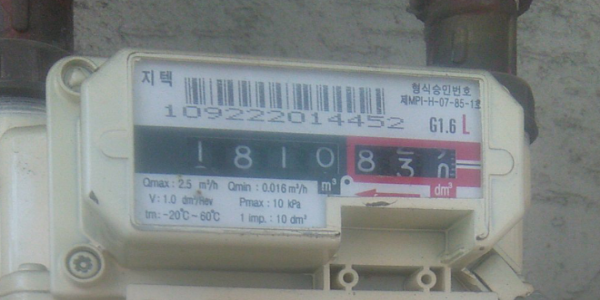 지텍
형식승인번호
제MPI-H-07-85-1호
109222014452
G1.6 L
1810 830
m³
dm³
Qmax : 2.5 m³/h Qmin : 0.016 m³/h
V : 1.0 dm³/Rev Pmax : 10 kPa
tm: -20℃~60℃ 1 imp. : 10 dm³